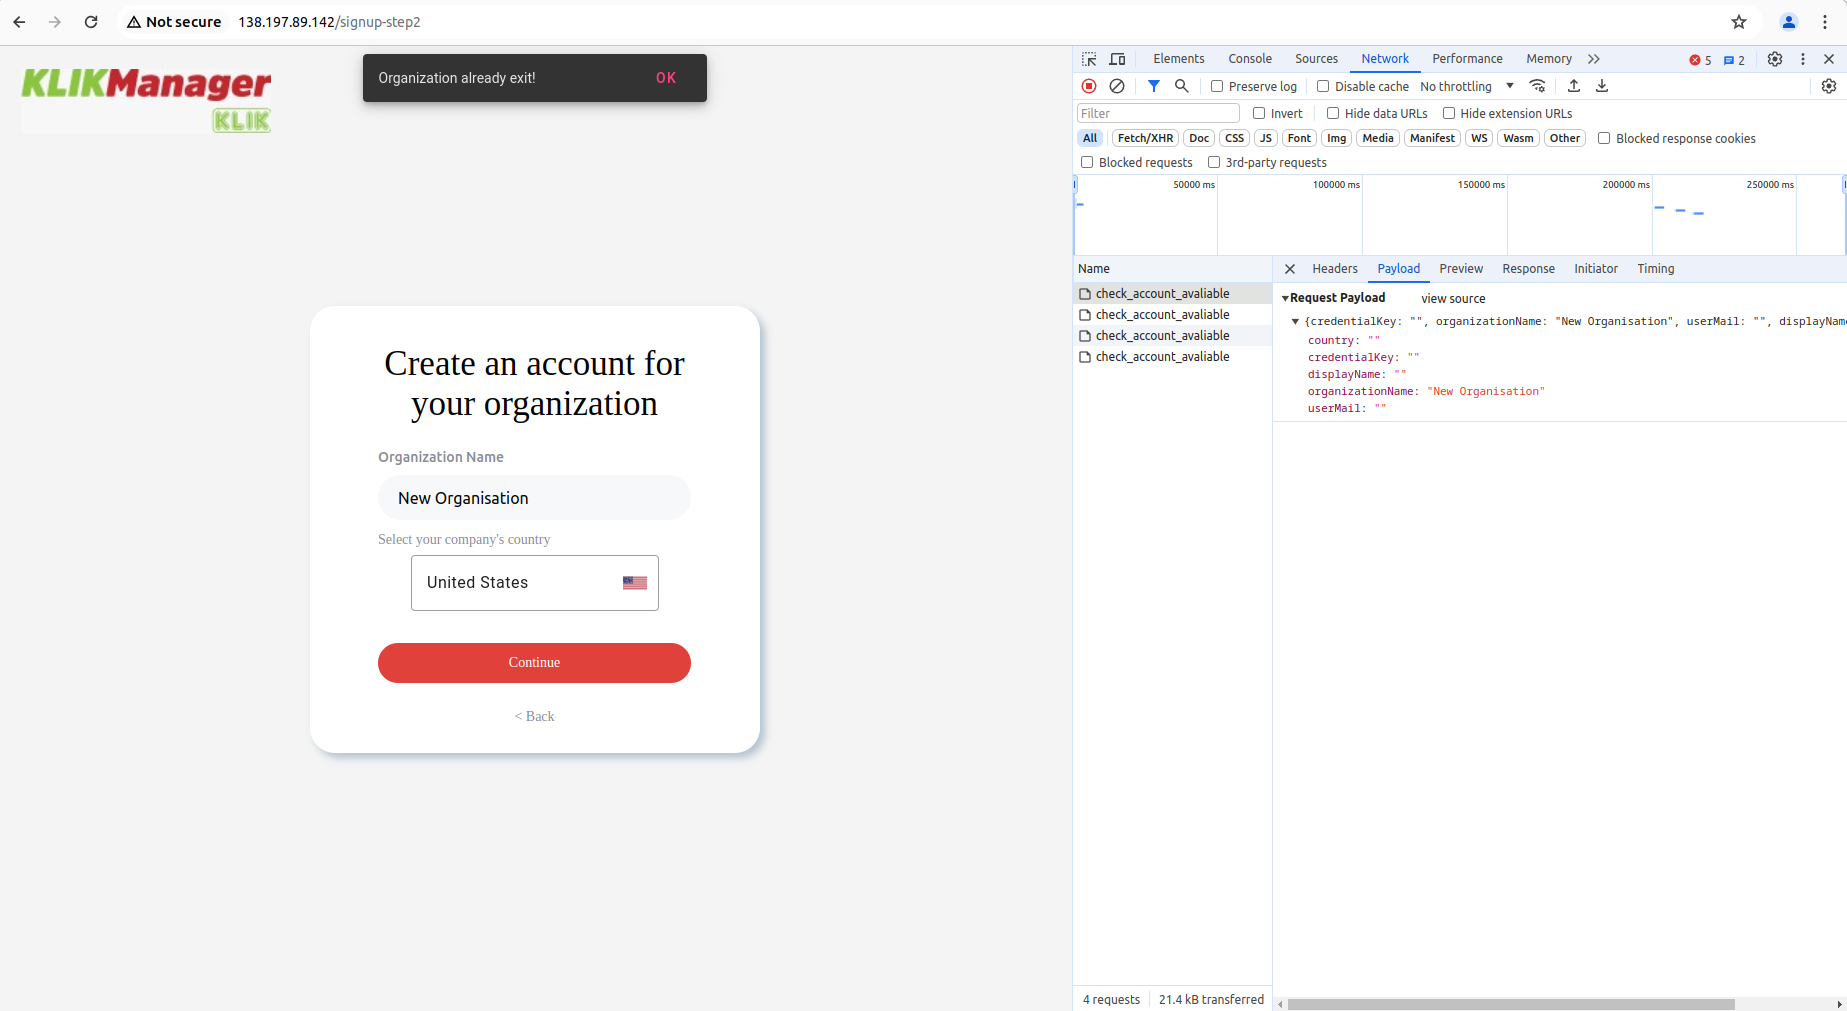 Not secure 138.197.89.142/signup-step2
KLIKManager
KLIK
Organization already exit! OK
Create an account for
your organization
Organization Name
New Organisation
Select your company's country
United States
Continue
< Back
Elements Console Sources Network Performance Memory 5 2
Preserve log Disable cache No throttling
Filter Invert Hide data URLs Hide extension URLs
All Fetch/XHR Doc CSS JS Font Img Media Manifest WS Wasm Other Blocked response cookies
Blocked requests 3rd-party requests
50000 ms 100000 ms 150000 ms 200000 ms 250000 ms
Name
check_account_avaliable
check_account_avaliable
check_account_avaliable
check_account_avaliable
Headers Payload Preview Response Initiator Timing
Request Payload view source
{credentialKey: "", organizationName: "New Organisation", userMail: "", displayName
country: ""
credentialKey: ""
displayName: ""
organizationName: "New Organisation"
userMail: ""
4 requests 21.4 kB transferred